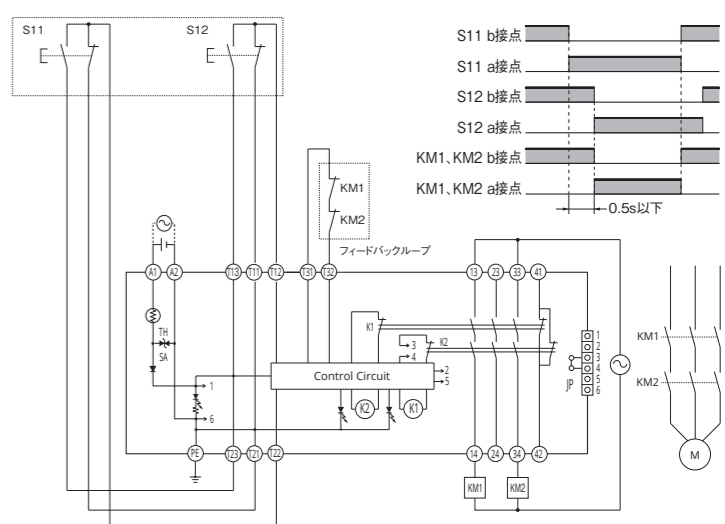 S11
S12
S11 b接点
S11 a接点
S12 b接点
S12 a接点
KM1、KM2 b接点
KM1、KM2 a接点
0.5s以下
KM1
KM2
フィードバックループ
A1
A2
T13
T11
T12
T31
T32
13
23
33
41
TH
SA
K1
K2
3
4
Control Circuit
2
5
1
6
K2
K1
JP
1
2
3
4
5
6
KM1
KM2
M
PE
T23
T21
T22
14
24
34
42
KM1
KM2